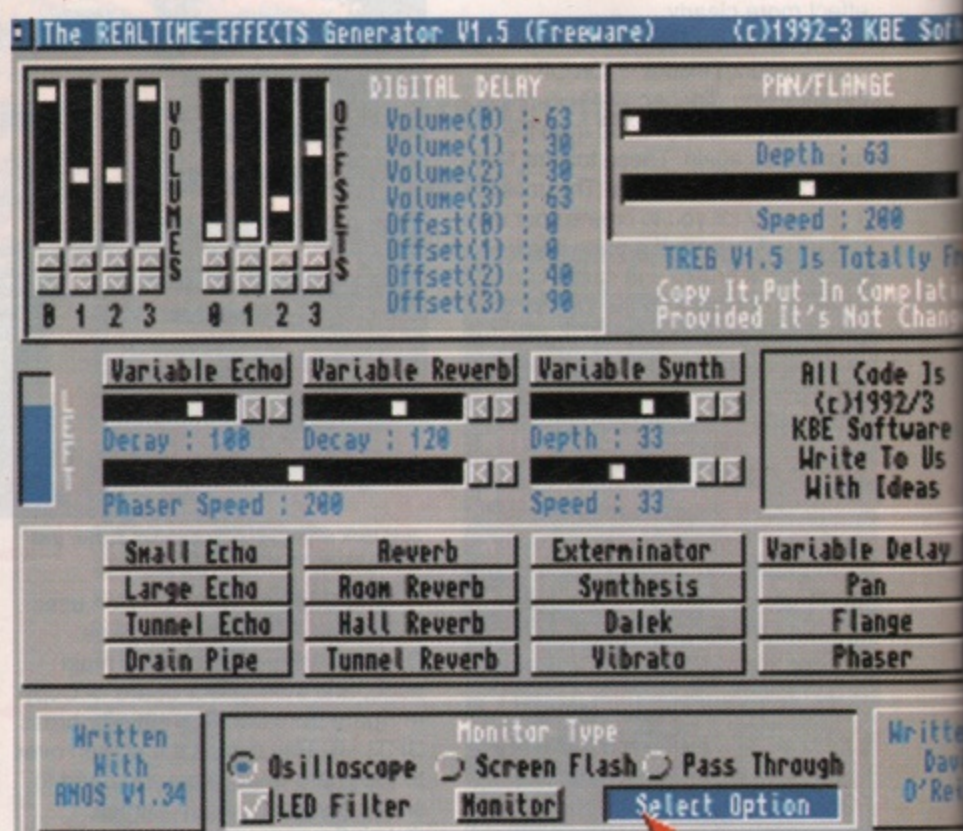 The REALTIME-EFFECTS Generator V1.5 (Freeware) (c)1992-3 KBE Soft
VOLUMES
0 1 2 3
OFFSETS
0 1 2 3
DIGITAL DELAY
Volume(0) : 63
Volume(1) : 30
Volume(2) : 30
Volume(3) : 63
Offest(0) : 0
Offset(1) : 0
Offset(2) : 40
Offset(3) : 90
PAN/FLANGE
Depth : 63
Speed : 200
TREG V1.5 Is Totally Fr
Copy It,Put In Complat
Provided It's Not Chan
Variable Echo Variable Reverb Variable Synth
Decay : 100 Decay : 120 Depth : 33
Phaser Speed : 200 Speed : 33
All Code Is
(c)1992/3
KBE Software
Write To Us
With Ideas
Small Echo Reverb Exterminator Variable Delay
Large Echo Room Reverb Synthesis Pan
Tunnel Echo Hall Reverb Dalek Flange
Drain Pipe Tunnel Reverb Vibrato Phaser
Written
With
AMOS V1.34
Monitor Type
Osilloscope Screen Flash Pass Through
LED Filter Monitor Select Option
Writte
Dav
O'Rei